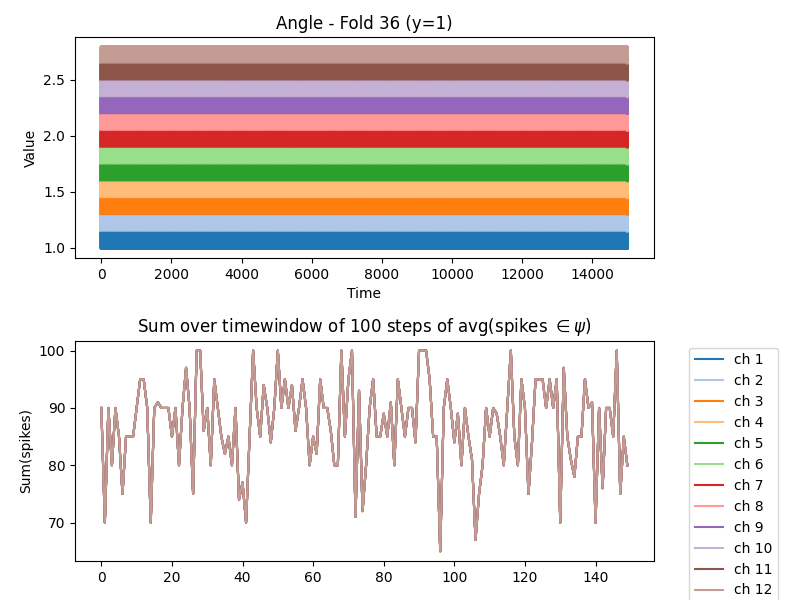 Angle - Fold 36 (y=1)
Value
2.5
2.0
1.5
1.0
0 2000 4000 6000 8000 10000 12000 14000
Time
Sum over timewindow of 100 steps of avg(spikes ∈ ψ)
Sum(spikes)
100
90
80
70
0 20 40 60 80 100 120 140
ch 1
ch 2
ch 3
ch 4
ch 5
ch 6
ch 7
ch 8
ch 9
ch 10
ch 11
ch 12